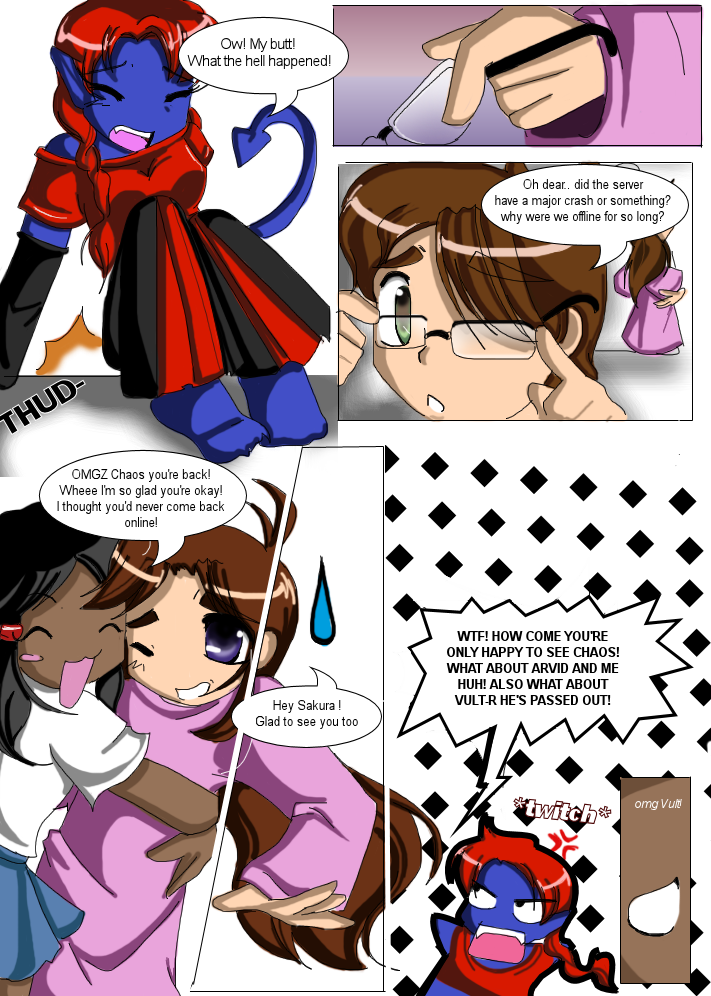 Ow! My butt!
What the hell happened!
Oh dear.. did the server
have a major crash or something?
why were we offline for so long?
THUD-
OMGZ Chaos you're back!
Wheee I'm so glad you're okay!
I thought you'd never come back
online!
Hey Sakura !
Glad to see you too
WTF! HOW COME YOU'RE
ONLY HAPPY TO SEE CHAOS!
WHAT ABOUT ARVID AND ME
HUH! ALSO WHAT ABOUT
VULT-R HE'S PASSED OUT!
*twitch*
omg Vult!